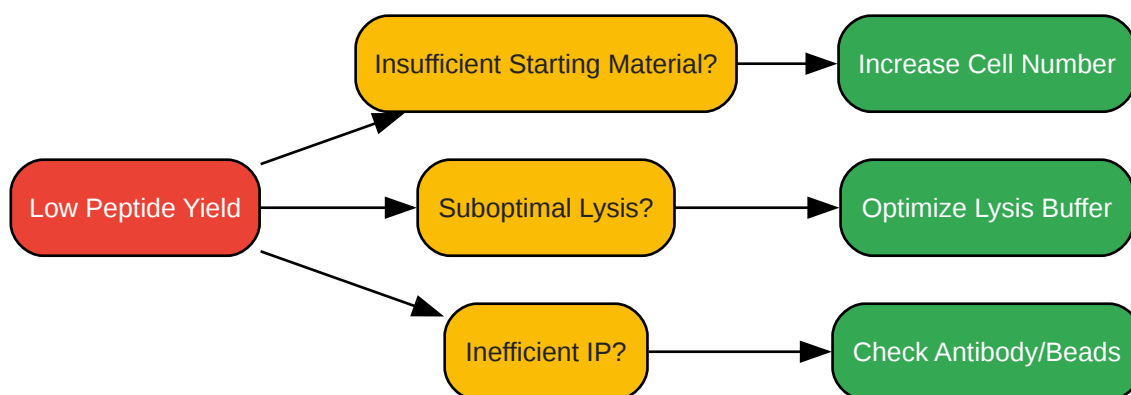 Insufficient Starting Material?
Increase Cell Number
Low Peptide Yield
Suboptimal Lysis?
Optimize Lysis Buffer
Inefficient IP?
Check Antibody/Beads